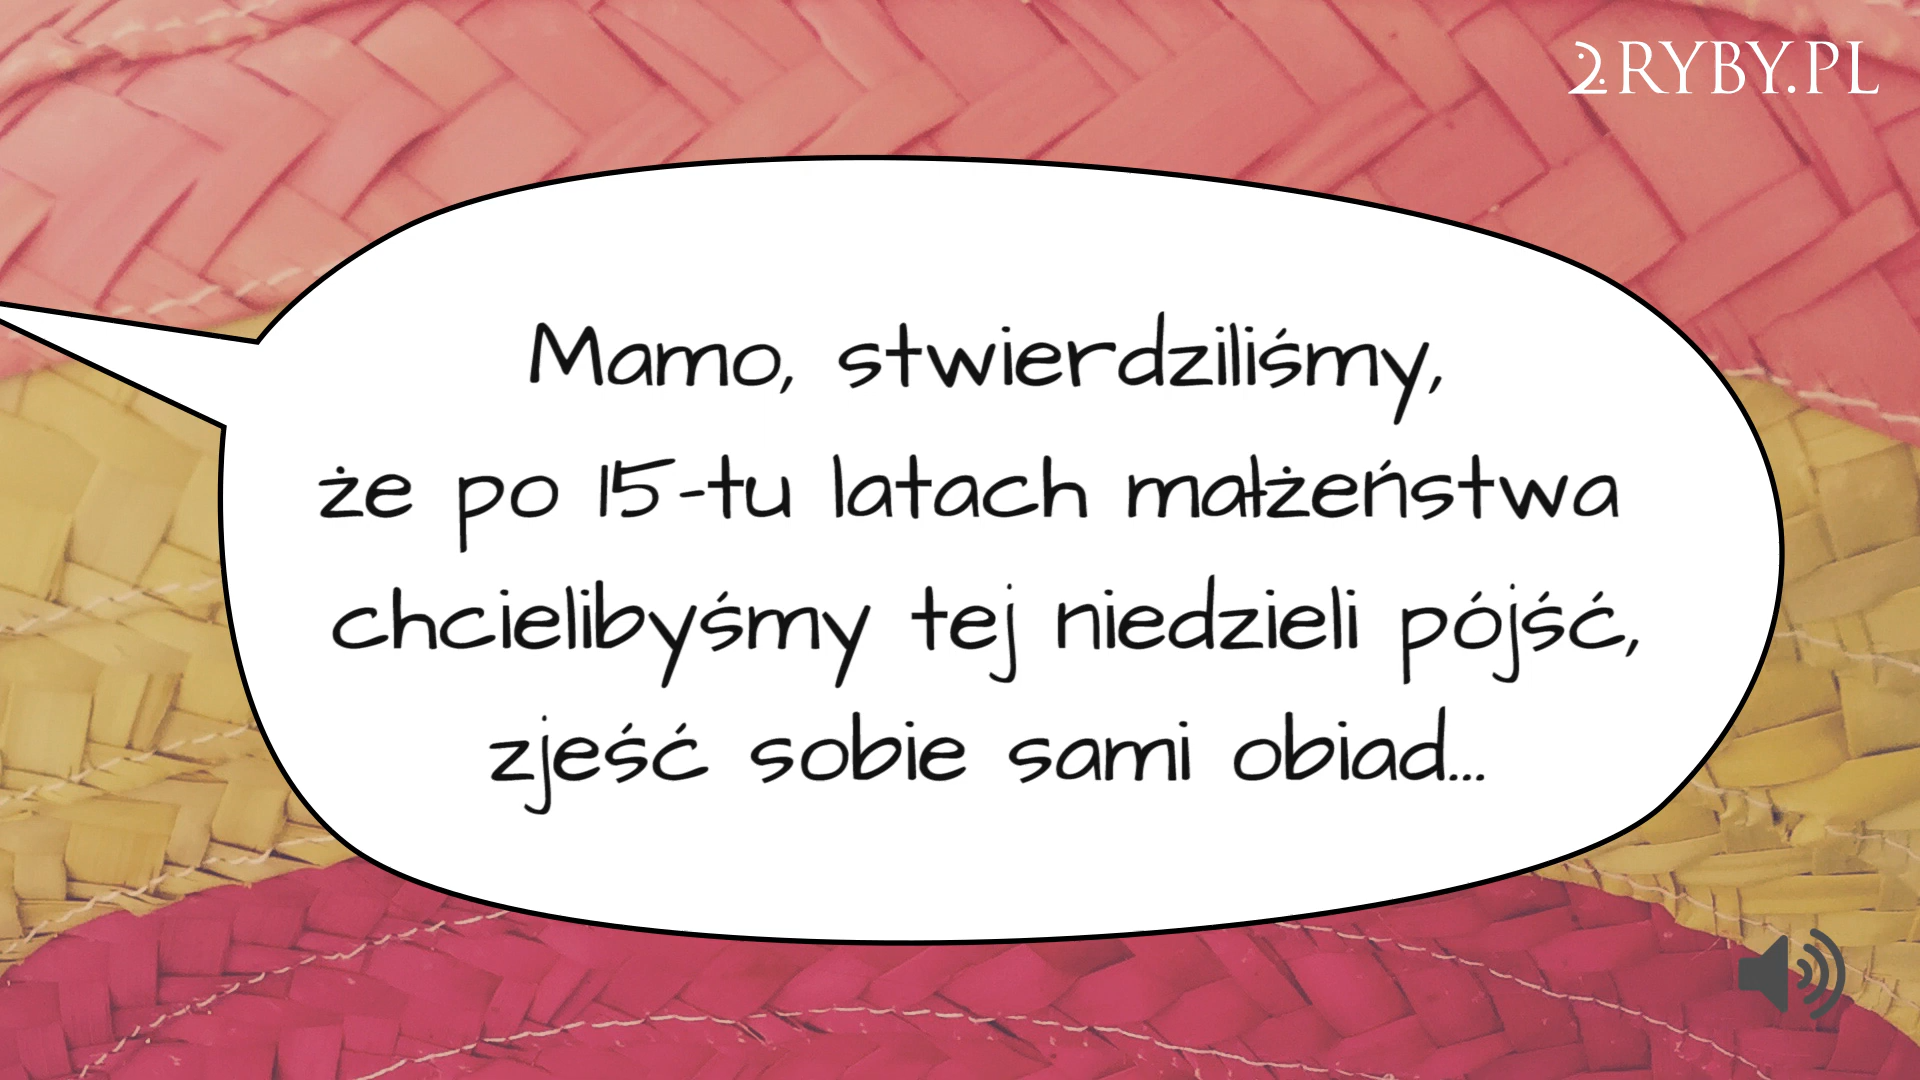 2RYBY.PL
Mamo, stwierdziliśmy,
że po 15-tu latach małżeństwa
chcielibyśmy tej niedzieli pójść,
zjeść sobie sami obiad...